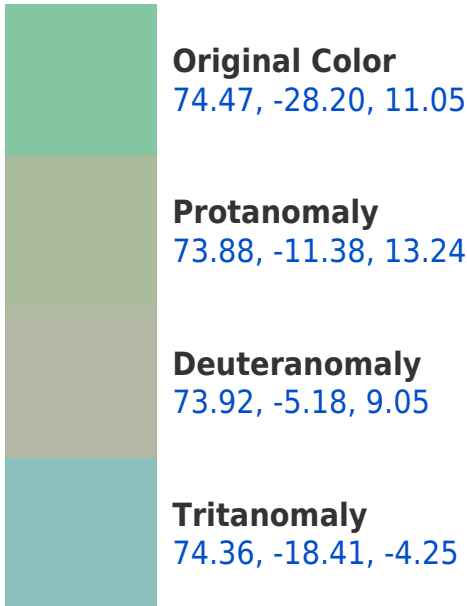 Original Color
74.47, -28.20, 11.05
Protanomaly
73.88, -11.38, 13.24
Deuteranomaly
73.92, -5.18, 9.05
Tritanomaly
74.36, -18.41, -4.25